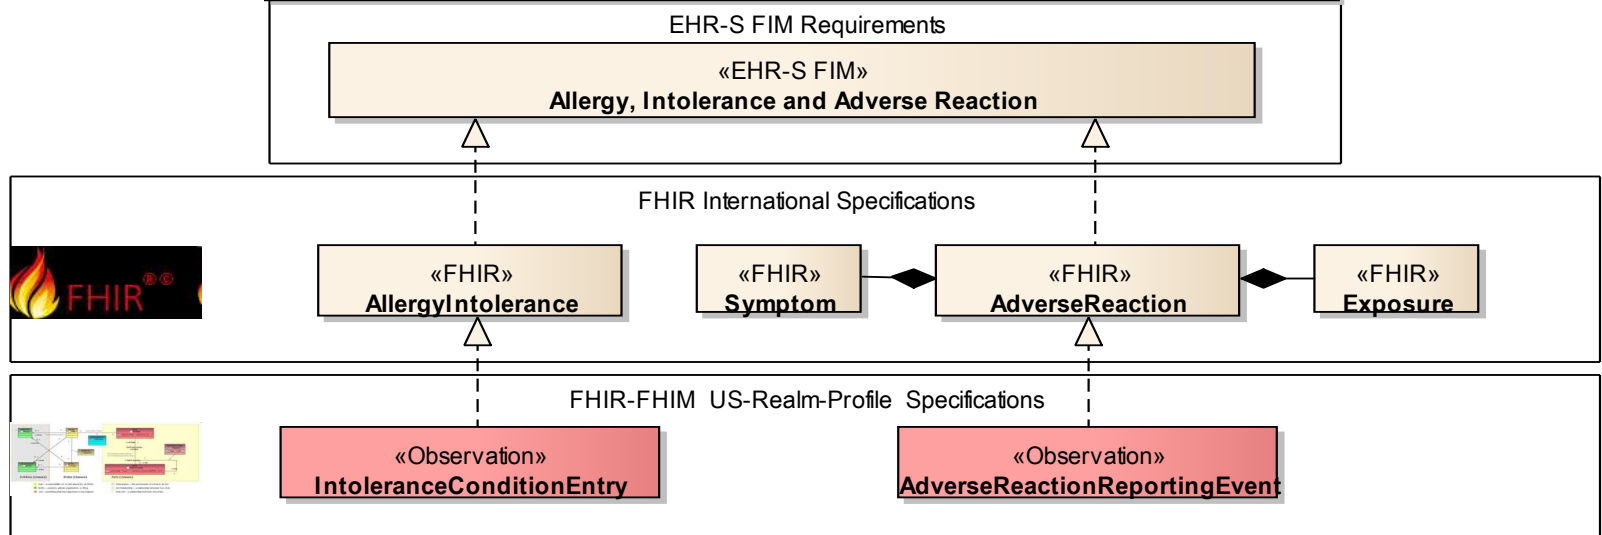 EHR-S FIM Requirements
«EHR-S FIM»
Allergy, Intolerance and Adverse Reaction
FHIR International Specifications
FHIR ® ©
«FHIR»
AllergyIntolerance
«FHIR»
Symptom
«FHIR»
AdverseReaction
«FHIR»
Exposure
FHIR-FHIM US-Realm-Profile Specifications
«Observation»
IntoleranceConditionEntry
«Observation»
AdverseReactionReportingEvent